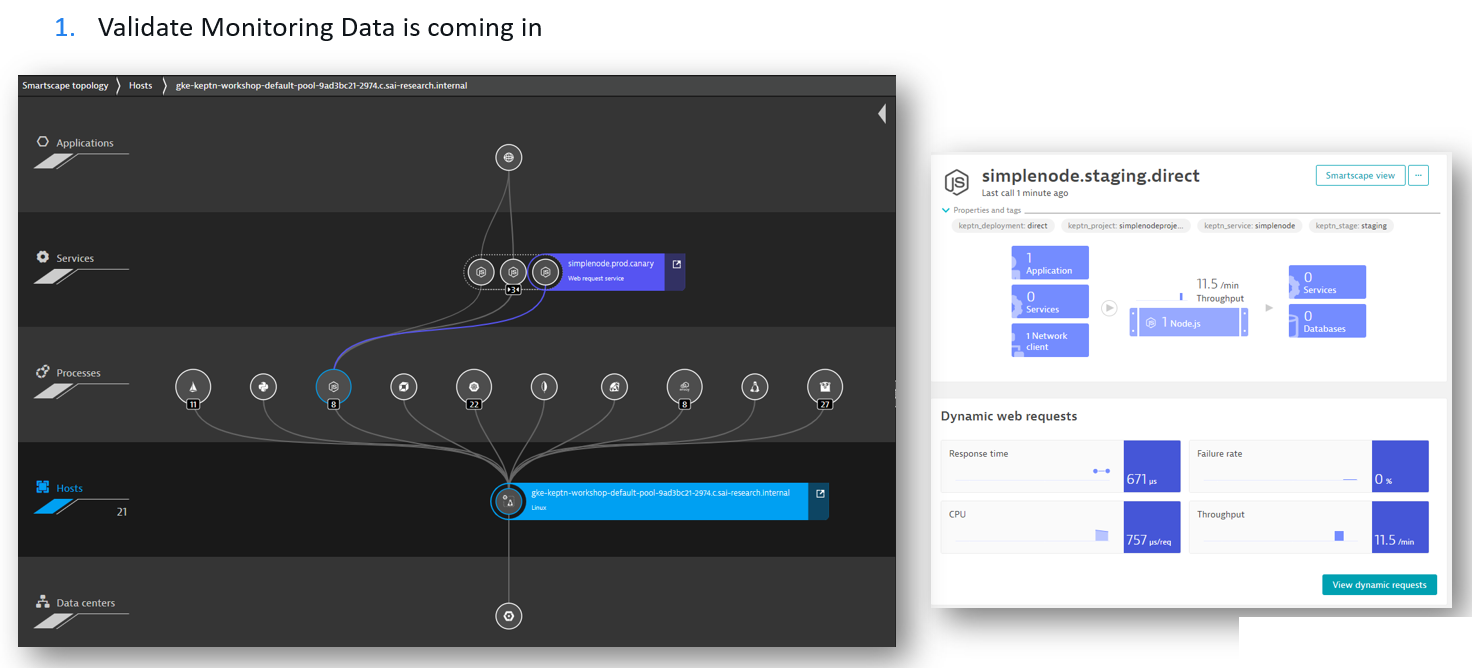 1. Validate Monitoring Data is coming in
Smartscape topology
Hosts
gke-keptn-workshop-default-pool-9ad3bc21-2974.c.sai-research.internal
Applications
Services
simplenode.prod.canary
Web request service
3
Processes
11
8
22
8
27
Hosts
21
gke-keptn-workshop-default-pool-9ad3bc21-2974.c.sai-research.internal
Linux
Data centers
simplenode.staging.direct
Last call 1 minute ago
Smartscape view
...
Properties and tags
keptn_deployment: direct
keptn_project: simplenodeproje...
keptn_service: simplenode
keptn_stage: staging
1
Application
0
Services
1 Network
client
11.5 /min
Throughput
1 Node.js
0
Services
0
Databases
Dynamic web requests
Response time
671 µs
Failure rate
0 %
CPU
757 µs/req
Throughput
11.5 /min
View dynamic requests